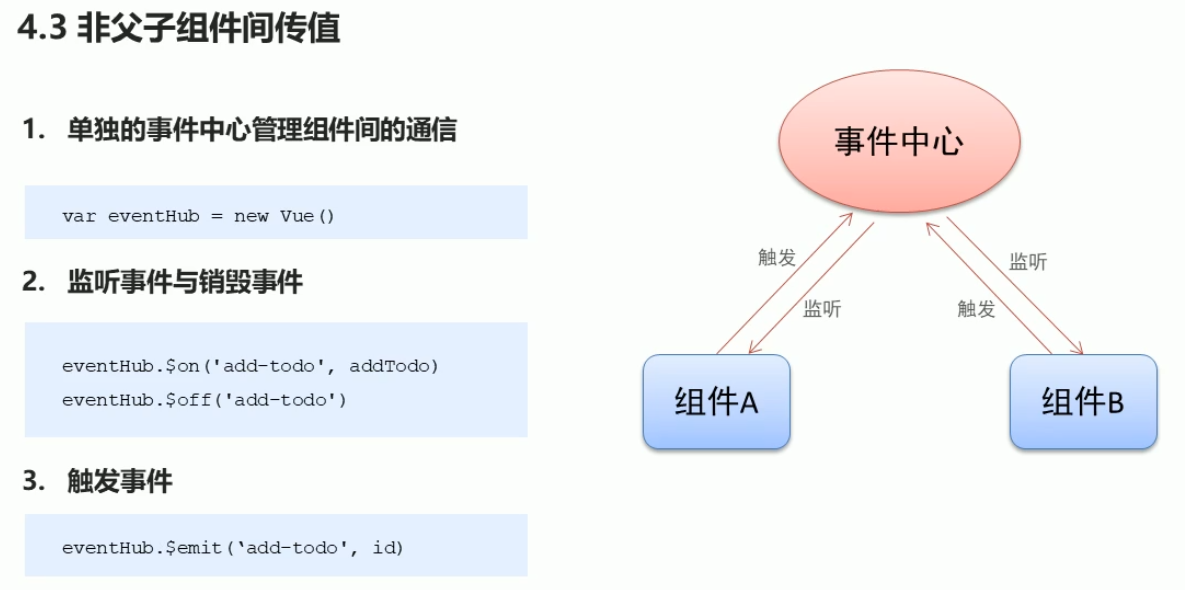 4.3 非父子组件间传值
1. 单独的事件中心管理组件间的通信
var eventHub = new Vue()
2. 监听事件与销毁事件
eventHub.$on('add-todo', addTodo)
eventHub.$off('add-todo')
3. 触发事件
eventHub.$emit(‘add-todo', id)
事件中心
触发
监听
监听
触发
组件A
组件B